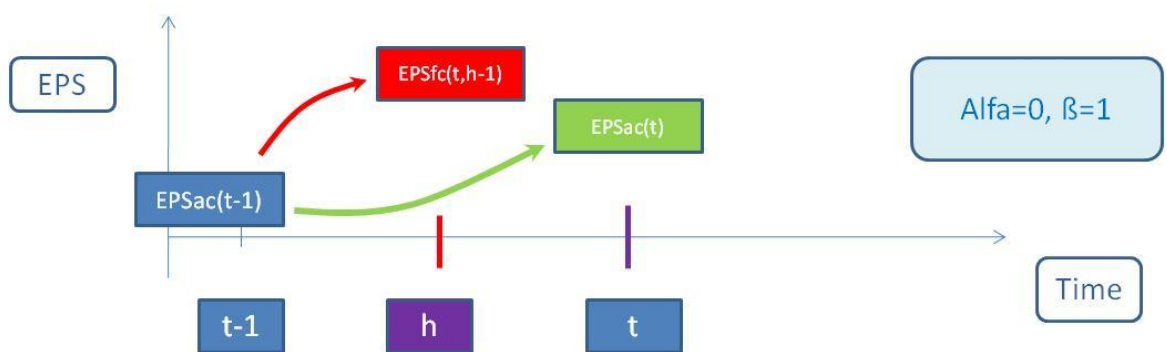 EPS
EPSfc(t,h-1)
EPSac(t)
Alfa=0, ß=1
EPSac(t-1)
Time
t-1
h
t